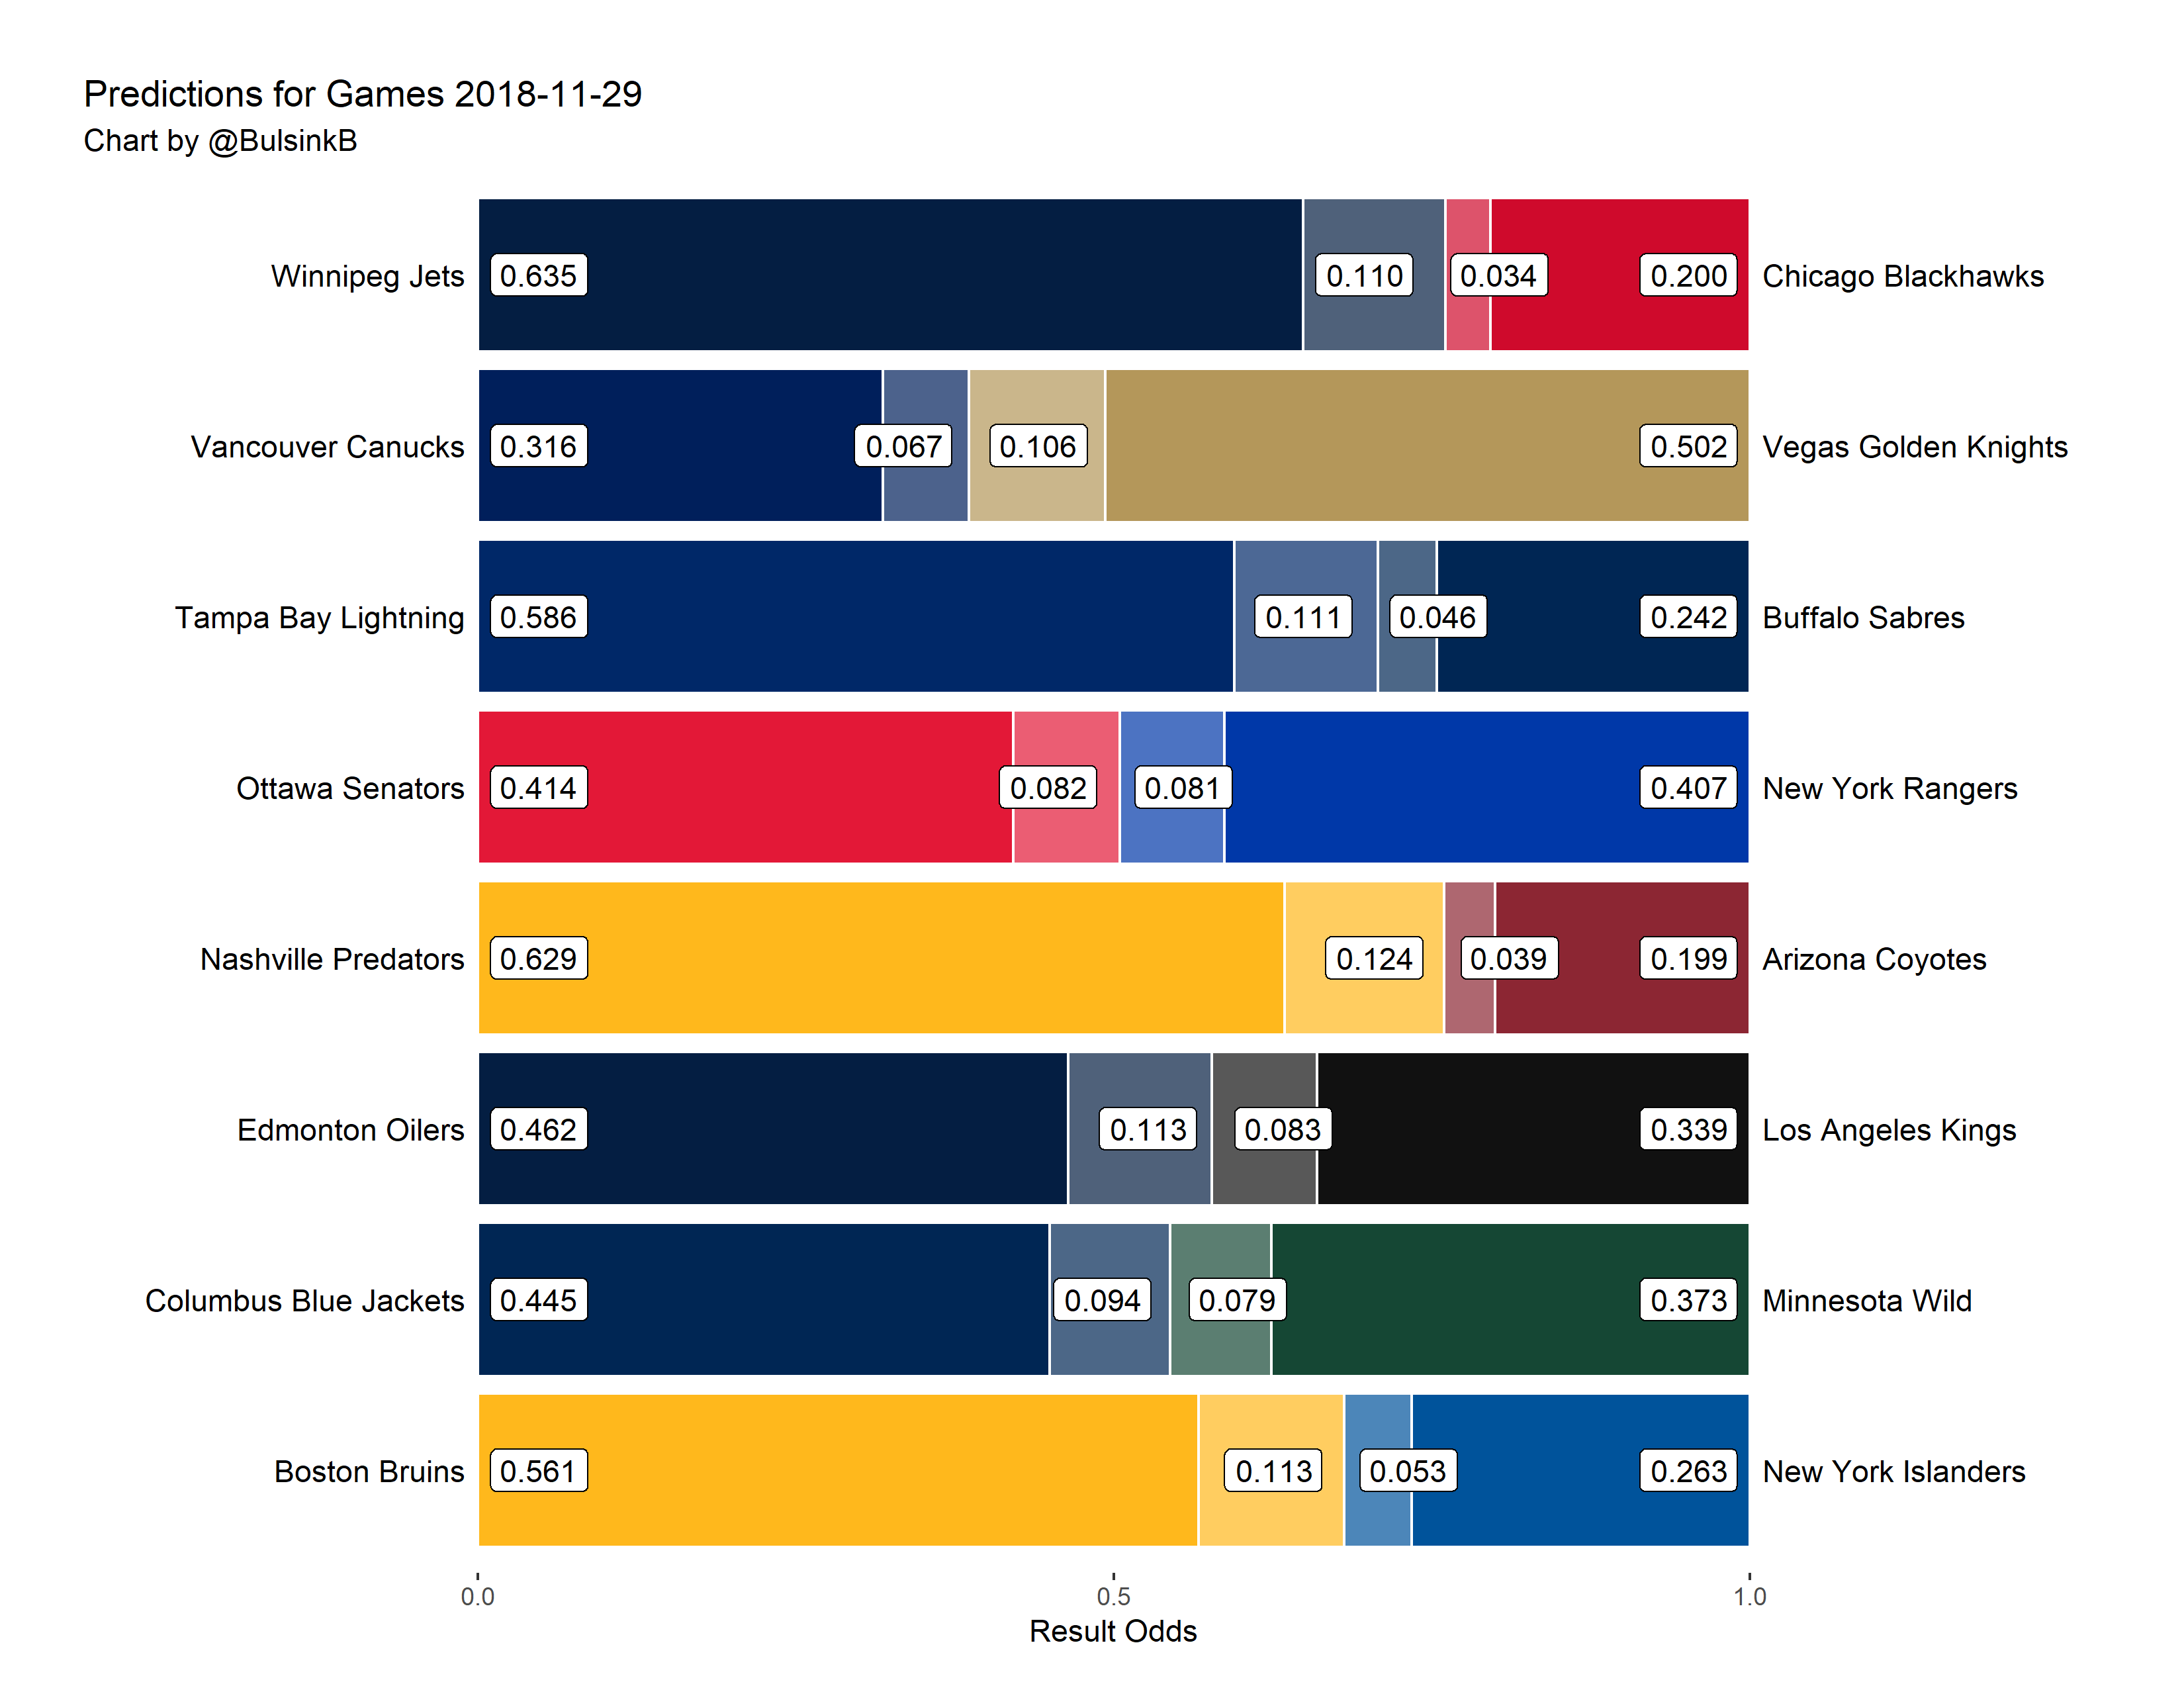 Predictions for Games 2018-11-29
Chart by @BulsinkB
Winnipeg Jets 0.635 0.110 0.034 0.200 Chicago Blackhawks
Vancouver Canucks 0.316 0.067 0.106 0.502 Vegas Golden Knights
Tampa Bay Lightning 0.586 0.111 0.046 0.242 Buffalo Sabres
Ottawa Senators 0.414 0.082 0.081 0.407 New York Rangers
Nashville Predators 0.629 0.124 0.039 0.199 Arizona Coyotes
Edmonton Oilers 0.462 0.113 0.083 0.339 Los Angeles Kings
Columbus Blue Jackets 0.445 0.094 0.079 0.373 Minnesota Wild
Boston Bruins 0.561 0.113 0.053 0.263 New York Islanders
0.0 0.5 1.0
Result Odds